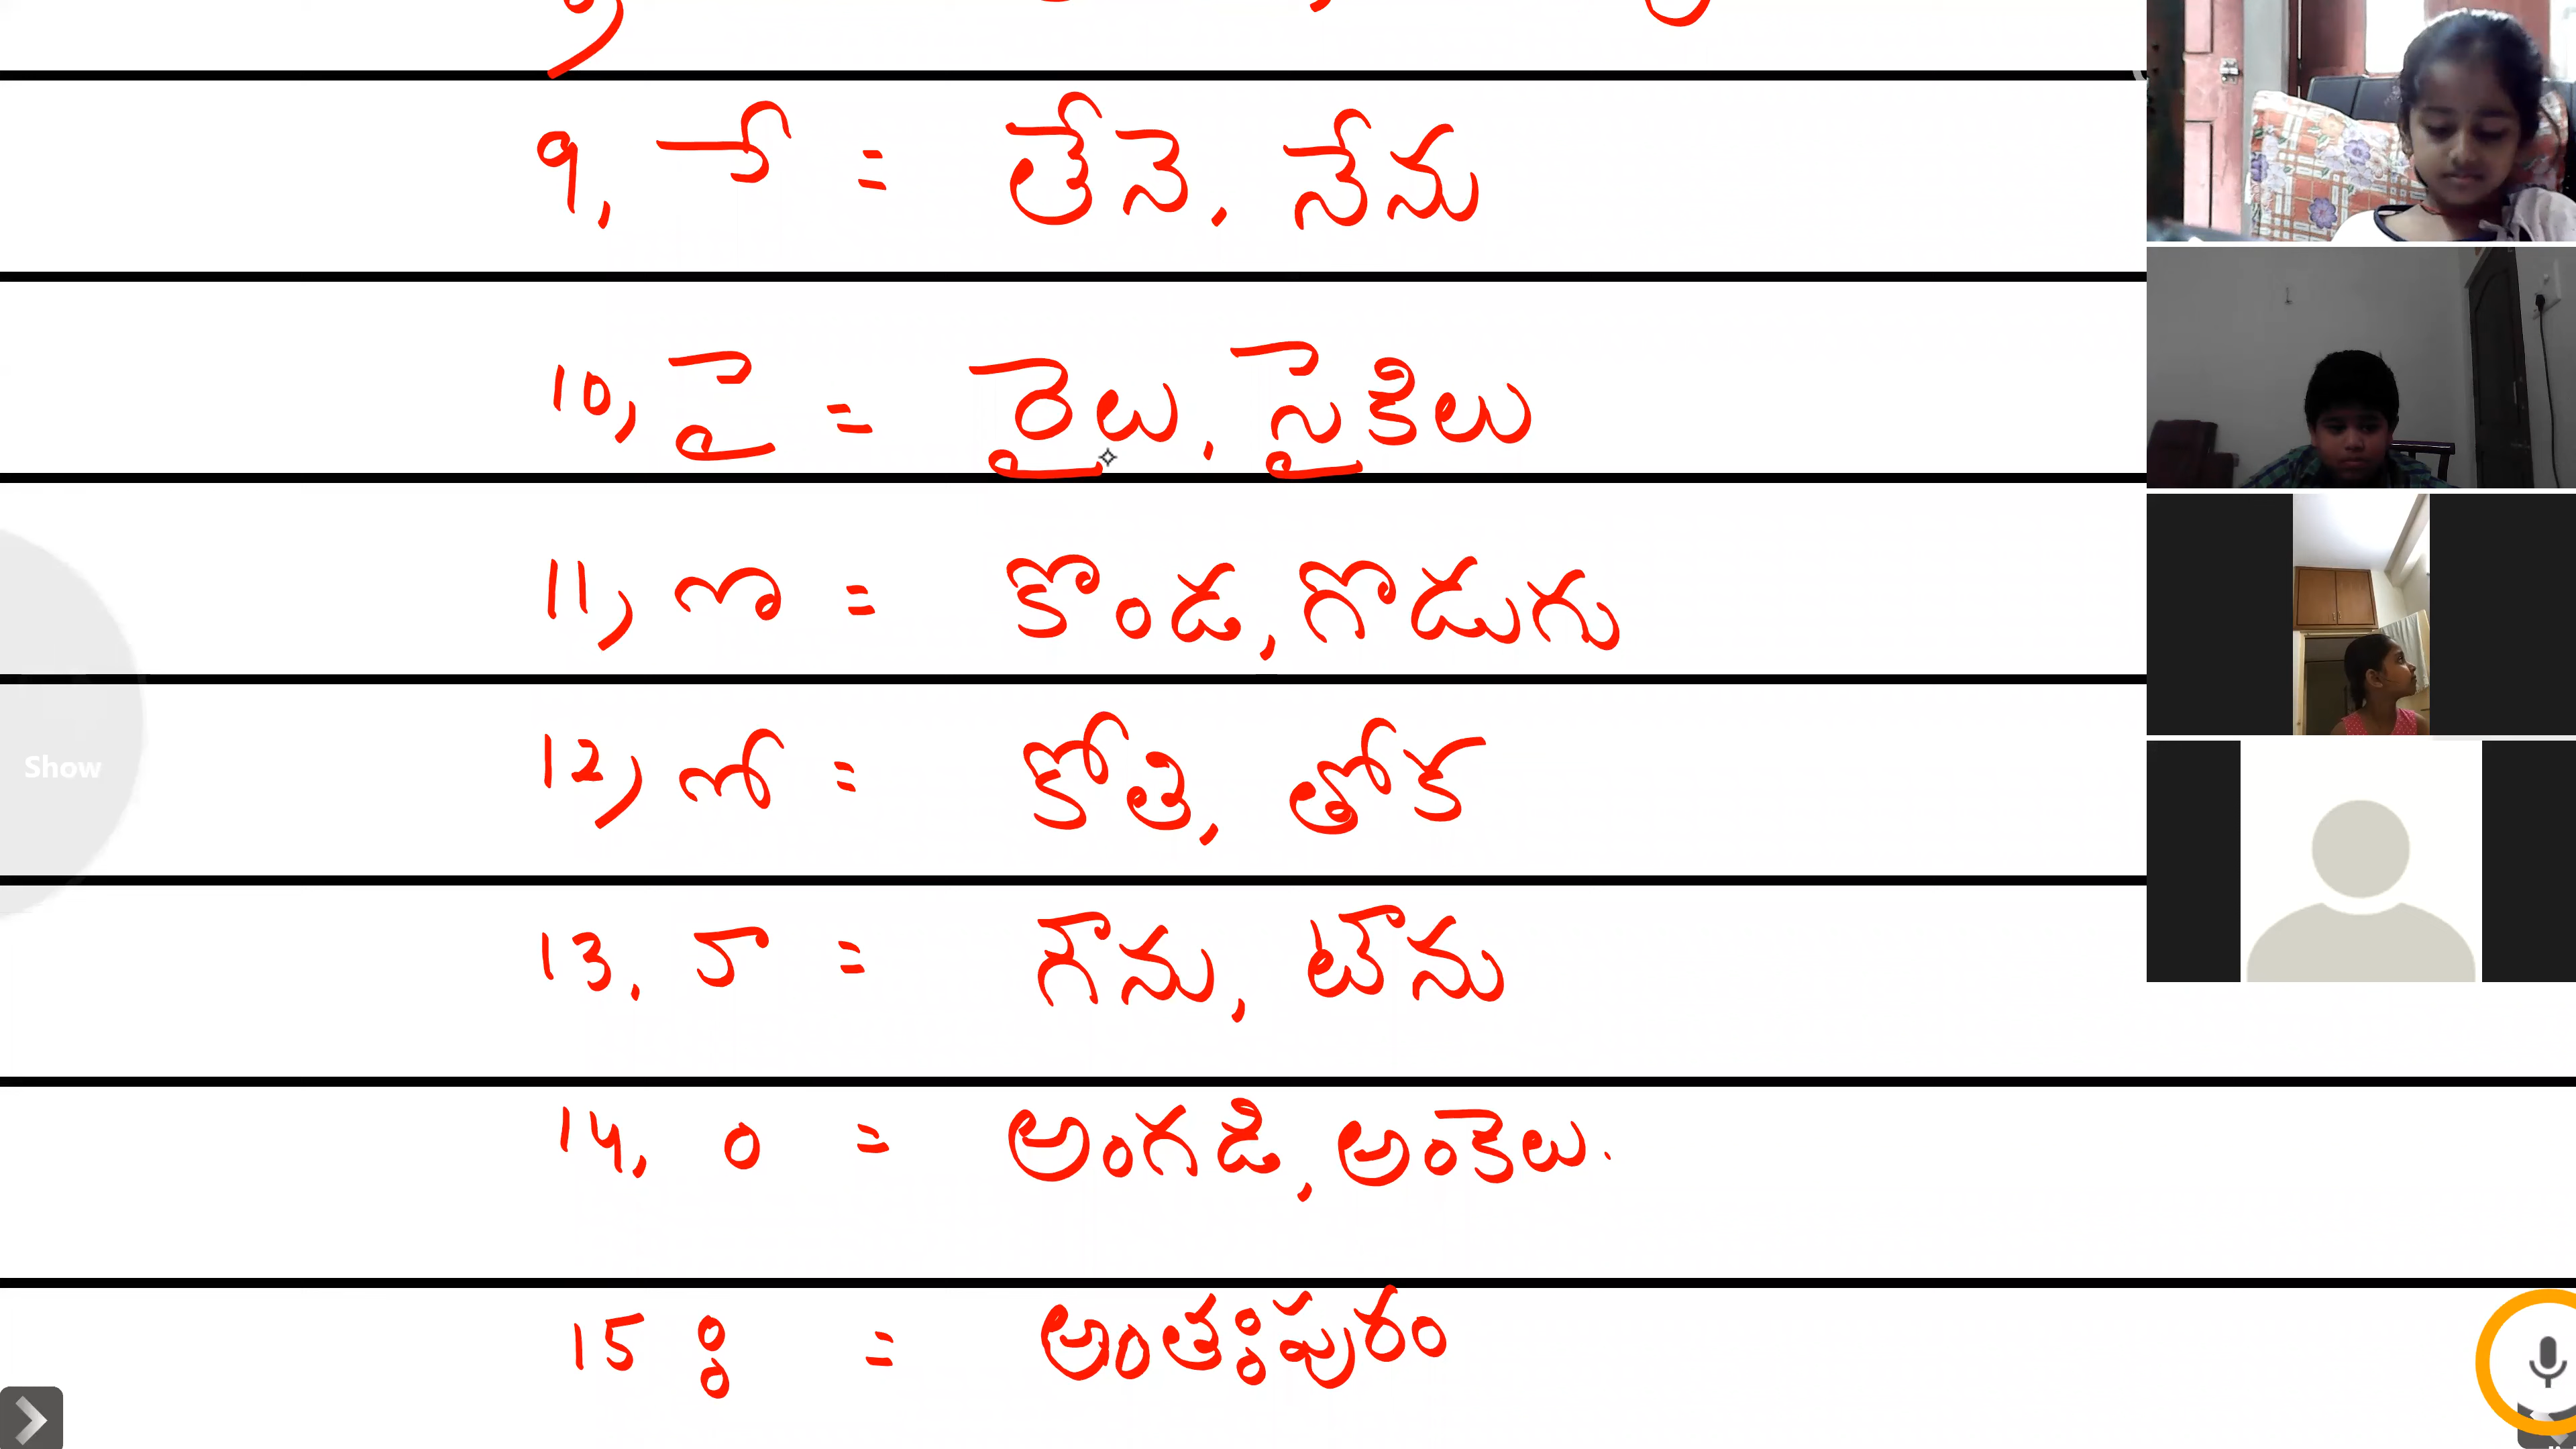 9, ే = తేనె, నేను
10, ై = రైలు, సైకిలు
11, ొ = కొండ, గొడుగు
12, ో = కోతి, తోక
13. ౌ = గౌను, టౌను
14, ం = అంగడి, అంకెలు.
15 ః = అంతఃపురం
Show